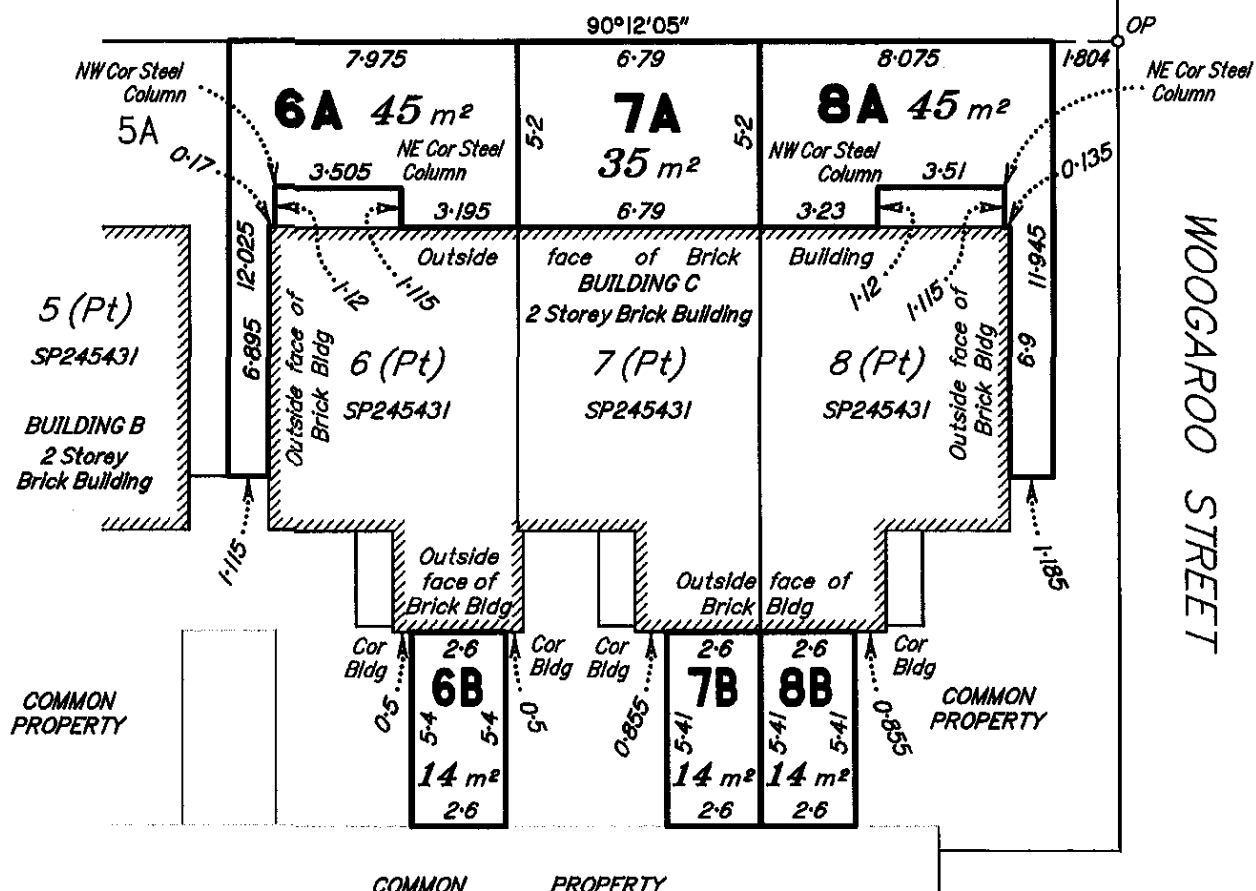 90°12'05"
OP
7·975
6·79
8·075
1·804
NW Cor Steel
Column
NE Cor Steel
Column
6A 45 m²
7A
8A 45 m²
5A
5·2
5·2
35 m²
0·17
NE Cor Steel
Column
NW Cor Steel
Column
3·505
3·51
0·135
3·195
6·79
3·23
12·025
11·945
Outside face of Brick Building
1·12
1·115
BUILDING C
1·12
1·115
2 Storey Brick Building
5 (Pt)
SP245431
6·895
Outside face of
Brick Bldg
6 (Pt)
SP245431
7 (Pt)
SP245431
8 (Pt)
SP245431
Outside face of
Brick Bldg
6·9
WOOGAROO STREET
BUILDING B
2 Storey
Brick Building
1·115
1·185
Outside
face of
Brick Bldg
Outside face of
Brick Bldg
Cor
Bldg
2·6
Cor
Bldg
Cor
Bldg
2·6
2·6
Cor
Bldg
6B
7B
8B
0·5
0·5
0·855
0·855
COMMON
PROPERTY
COMMON
PROPERTY
5·4
5·4
5·41
5·41
5·41
14 m²
14 m²
14 m²
2·6
2·6
2·6
COMMON PROPERTY